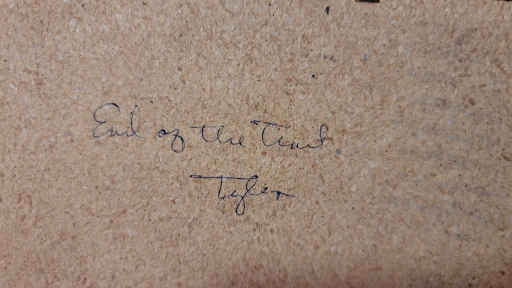 End of the Trail.
Tyler